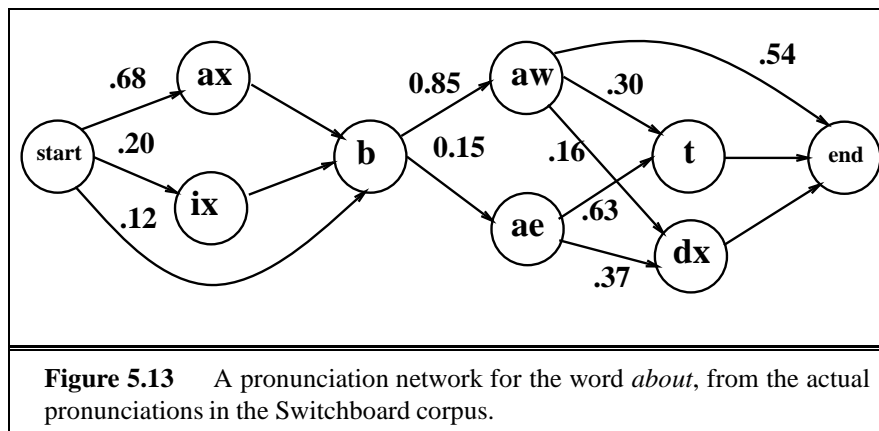 .68
ax
0.85
aw
.30
.54
start
.20
b
0.15
.16
t
end
.12
ix
ae
.63
dx
.37
Figure 5.13 A pronunciation network for the word about, from the actual
pronunciations in the Switchboard corpus.